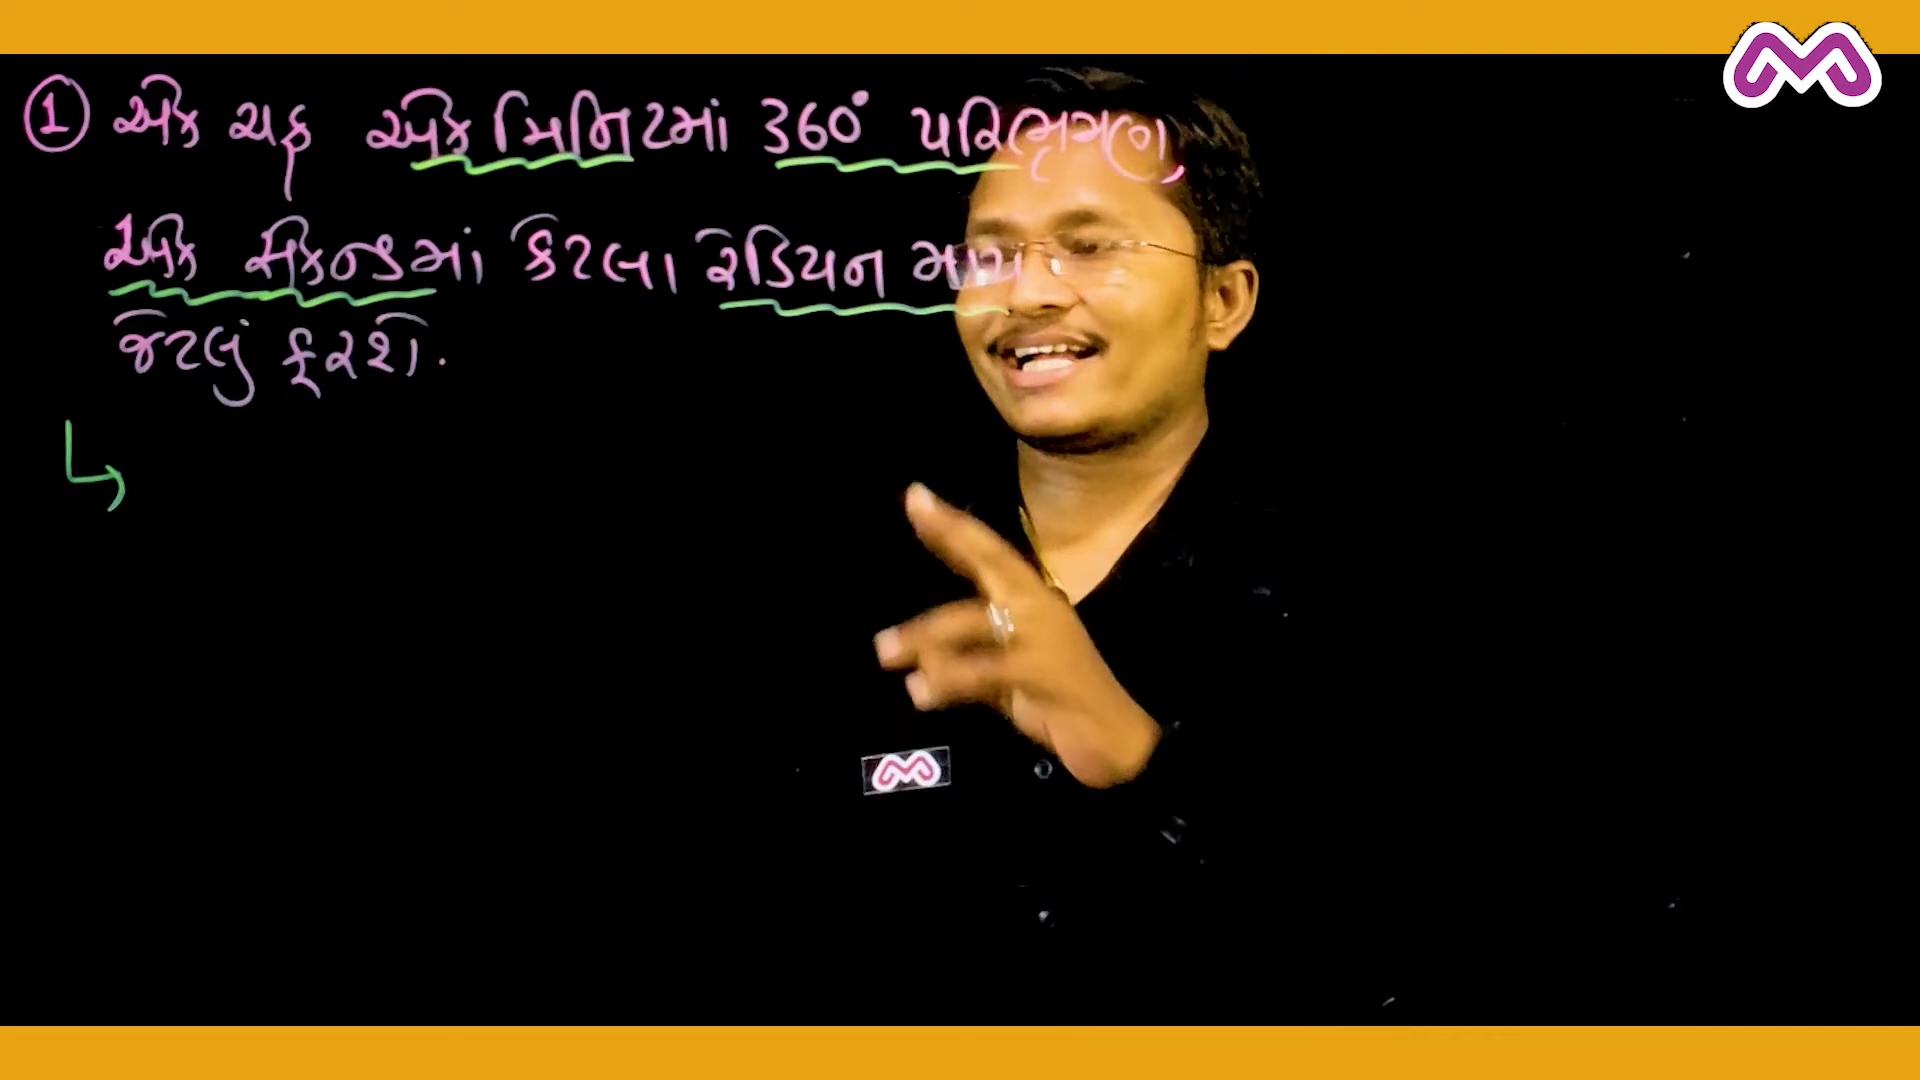 ① એક ચક્ર એક મિનિટમાં 360° પરિભ્રમણ,
એક સેકન્ડમાં કેટલા રેડિયન માપ
જેટલું ફરશે.